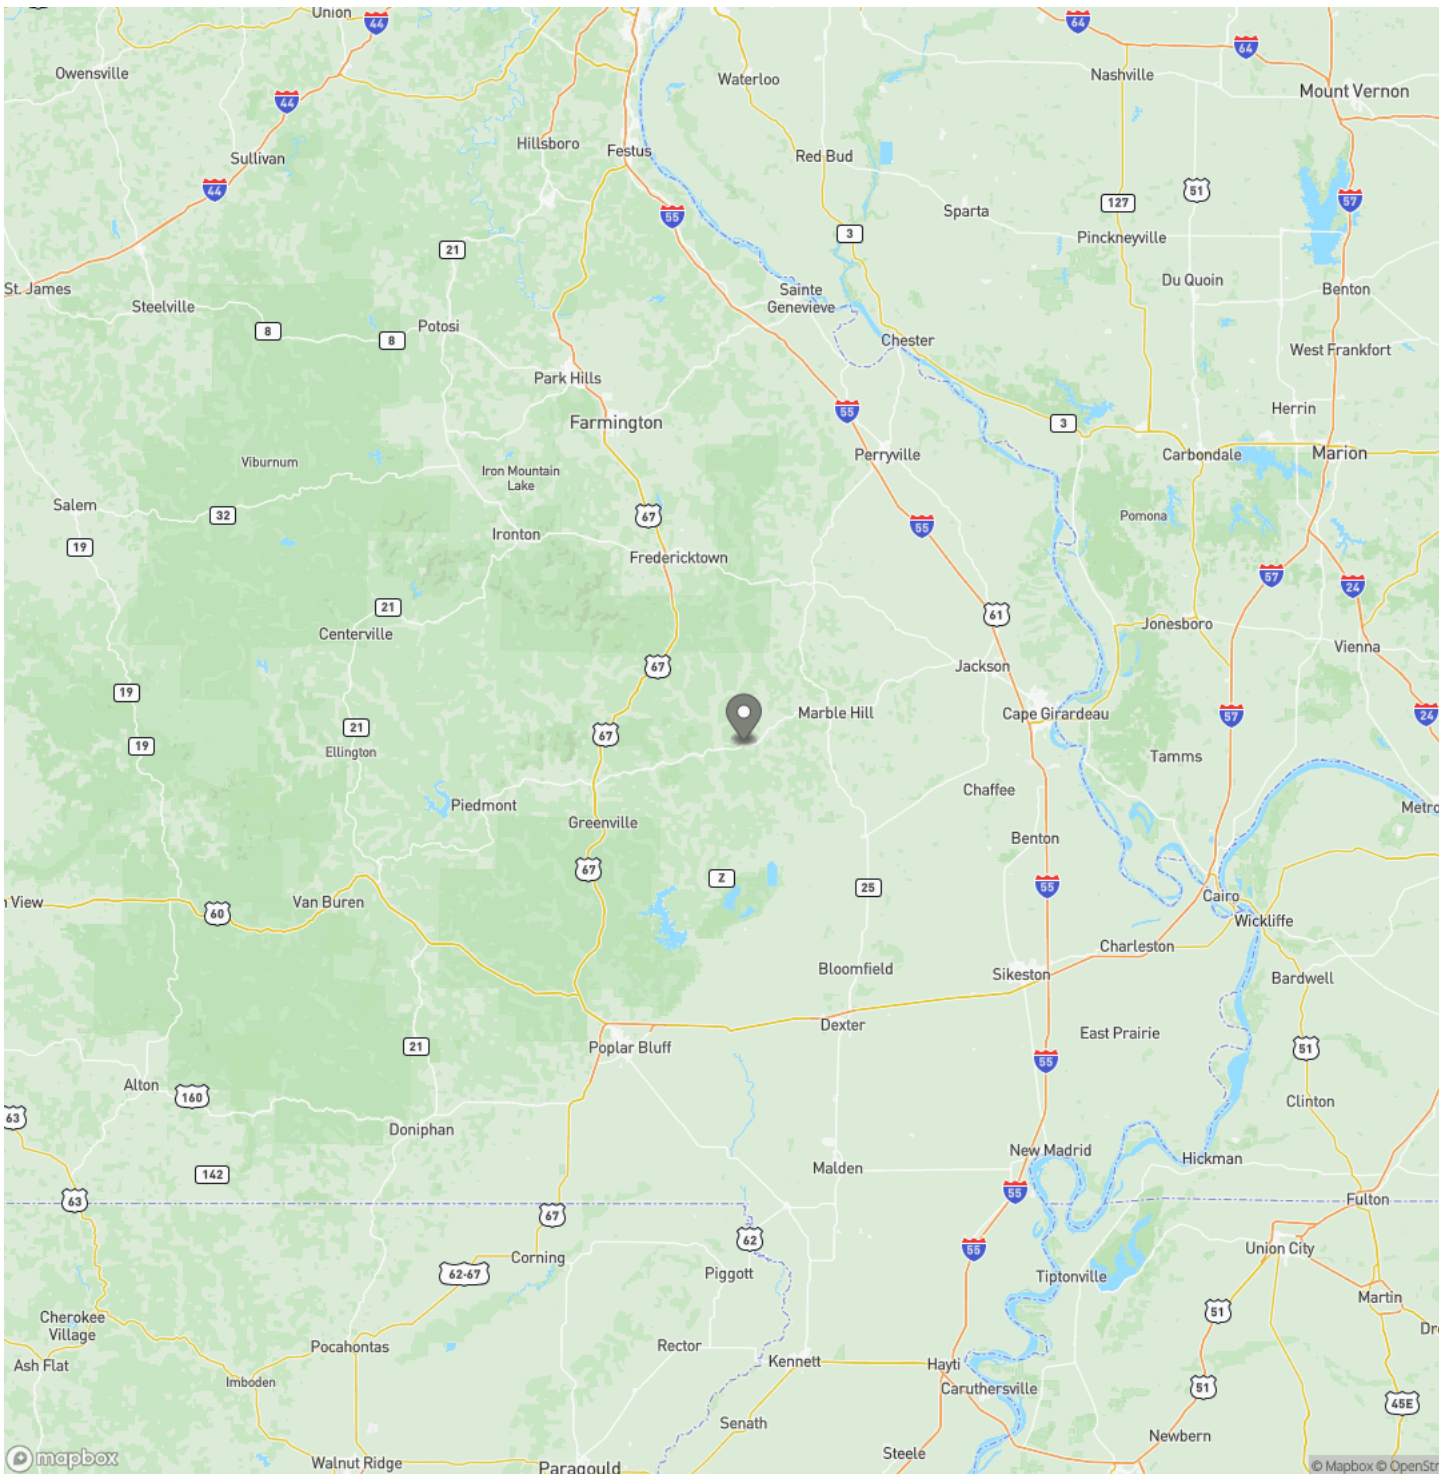 Union
44
64
64
Owensville
Waterloo
Nashville
Mount Vernon
44
Hillsboro
Festus
Sullivan
Red Bud
44
51
57
127
Sparta
55
3
Pinckneyville
21
St. James
Steelville
Sainte
Genevieve
Du Quoin
Benton
8
8
Potosi
Chester
West Frankfort
Park Hills
Farmington
55
3
Herrin
Viburnum
Iron Mountain
Lake
Perryville
Carbondale
Marion
Salem
32
67
55
Pomona
19
Ironton
Fredericktown
57
24
21
Centerville
61
Jonesboro
Vienna
67
Jackson
19
21
67
Marble Hill
Cape Girardeau
57
24
19
Ellington
Tamms
Piedmont
Chaffee
Metro
Greenville
Benton
67
Z
25
55
n View
60
Van Buren
Cairo
Wickliffe
Charleston
Bloomfield
Sikeston
Bardwell
Dexter
East Prairie
21
Poplar Bluff
55
51
Alton
160
63
Clinton
Doniphan
New Madrid
Hickman
142
Malden
63
67
55
Fulton
62
55
Union City
Corning
62-67
Piggott
Tiptonville
Martin
51
Cherokee
Village
Dr
Pocahontas
Rector
Ash Flat
Kennett
Hayti
Imboden
Caruthersville
51
45E
Senath
Newbern
Steele
mapbox
Walnut Ridge
Paragould
© Mapbox © OpenStr